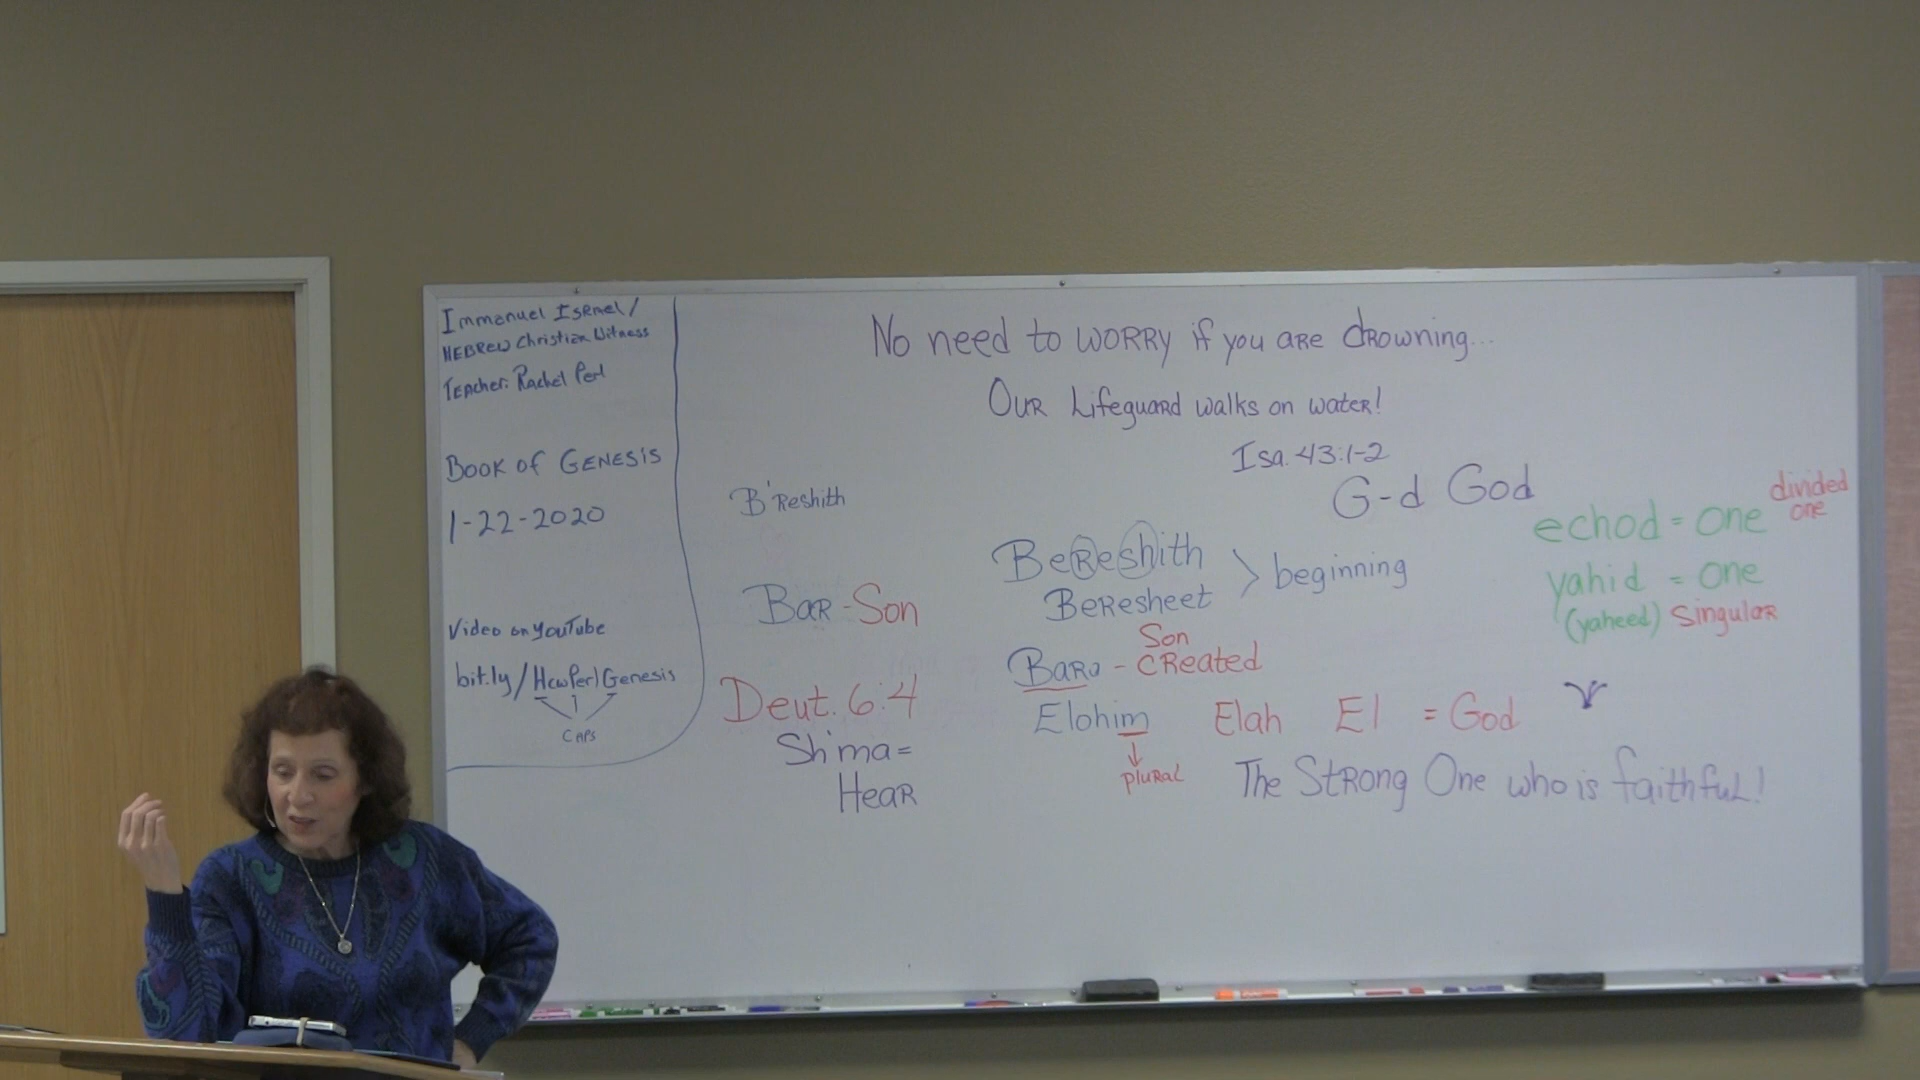 Immanuel Israel/
HEBREW Christian Witness
Teacher: Rachel Perl
BOOK of GENESIS
1-22-2020
Video on YouTube
bit.ly/HcwPerlGenesis
CAPS
No need to WORRY if you are drowning...
Our Lifeguard walks on water!
Isa. 43:1-2
G-d God
B'Reshith
BeReshith
Beresheet > beginning
Bar - Son
Son
Bara - Created
Deut. 6:4
Sh'ma =
Hear
Elohim Elah El = God
plural
The Strong One who is faithful!
echod = one divided
one
yahid = one
(yaheed) Singular